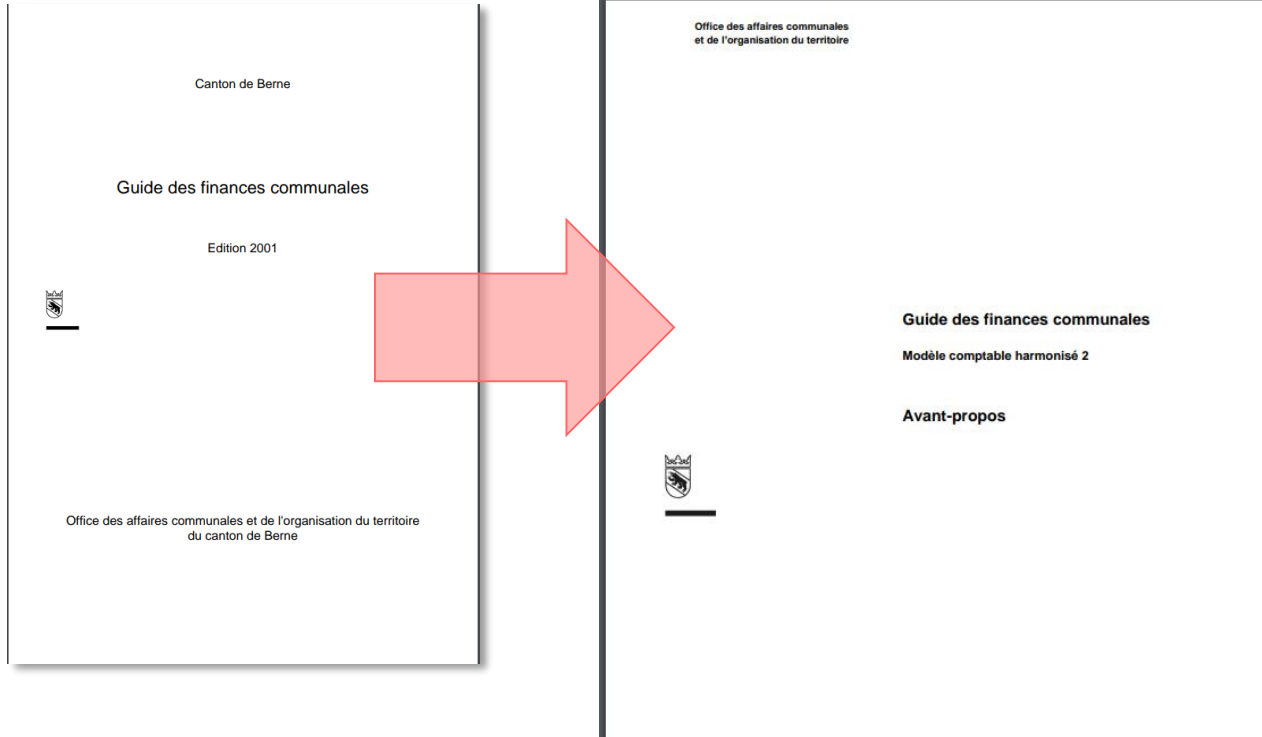 Canton de Berne
Guide des finances communales
Edition 2001
Office des affaires communales et de l'organisation du territoire
du canton de Berne
Office des affaires communales
et de l'organisation du territoire
Guide des finances communales
Modèle comptable harmonisé 2
Avant-propos